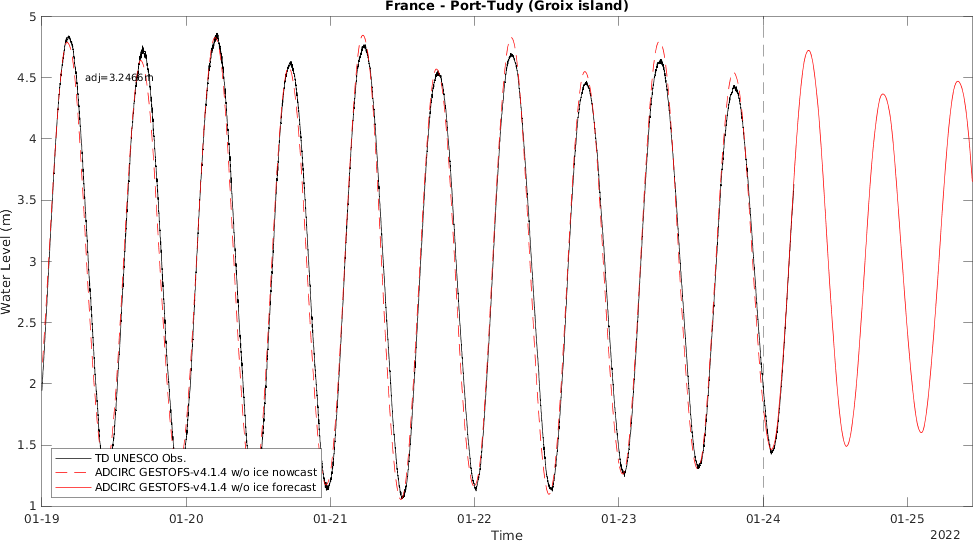 France - Port-Tudy (Groix island)
5
4.5
4
3.5
3
2.5
2
1.5
1
Water Level (m)
adj=3.2466m
TD UNESCO Obs.
ADCIRC GESTOFS-v4.1.4 w/o ice nowcast
ADCIRC GESTOFS-v4.1.4 w/o ice forecast
01-19
01-20
01-21
01-22
01-23
01-24
01-25
Time
2022